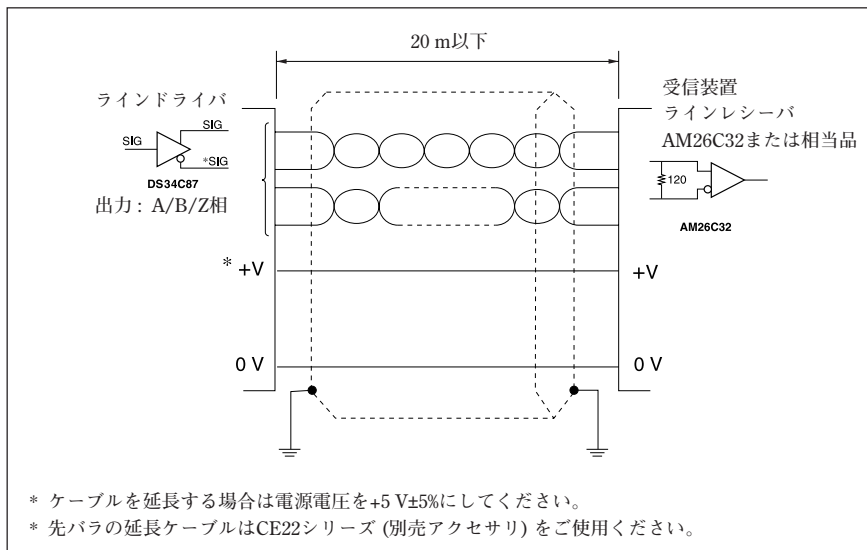 20 m以下
ラインドライバ
SIG
SIG
*SIG
DS34C87
出力 : A/B/Z相
受信装置
ラインレシーバ
AM26C32または相当品
120
AM26C32
* +V
+V
0 V
0 V
* ケーブルを延長する場合は電源電圧を+5 V±5%にしてください。
* 先バラの延長ケーブルはCE22シリーズ (別売アクセサリ) をご使用ください。